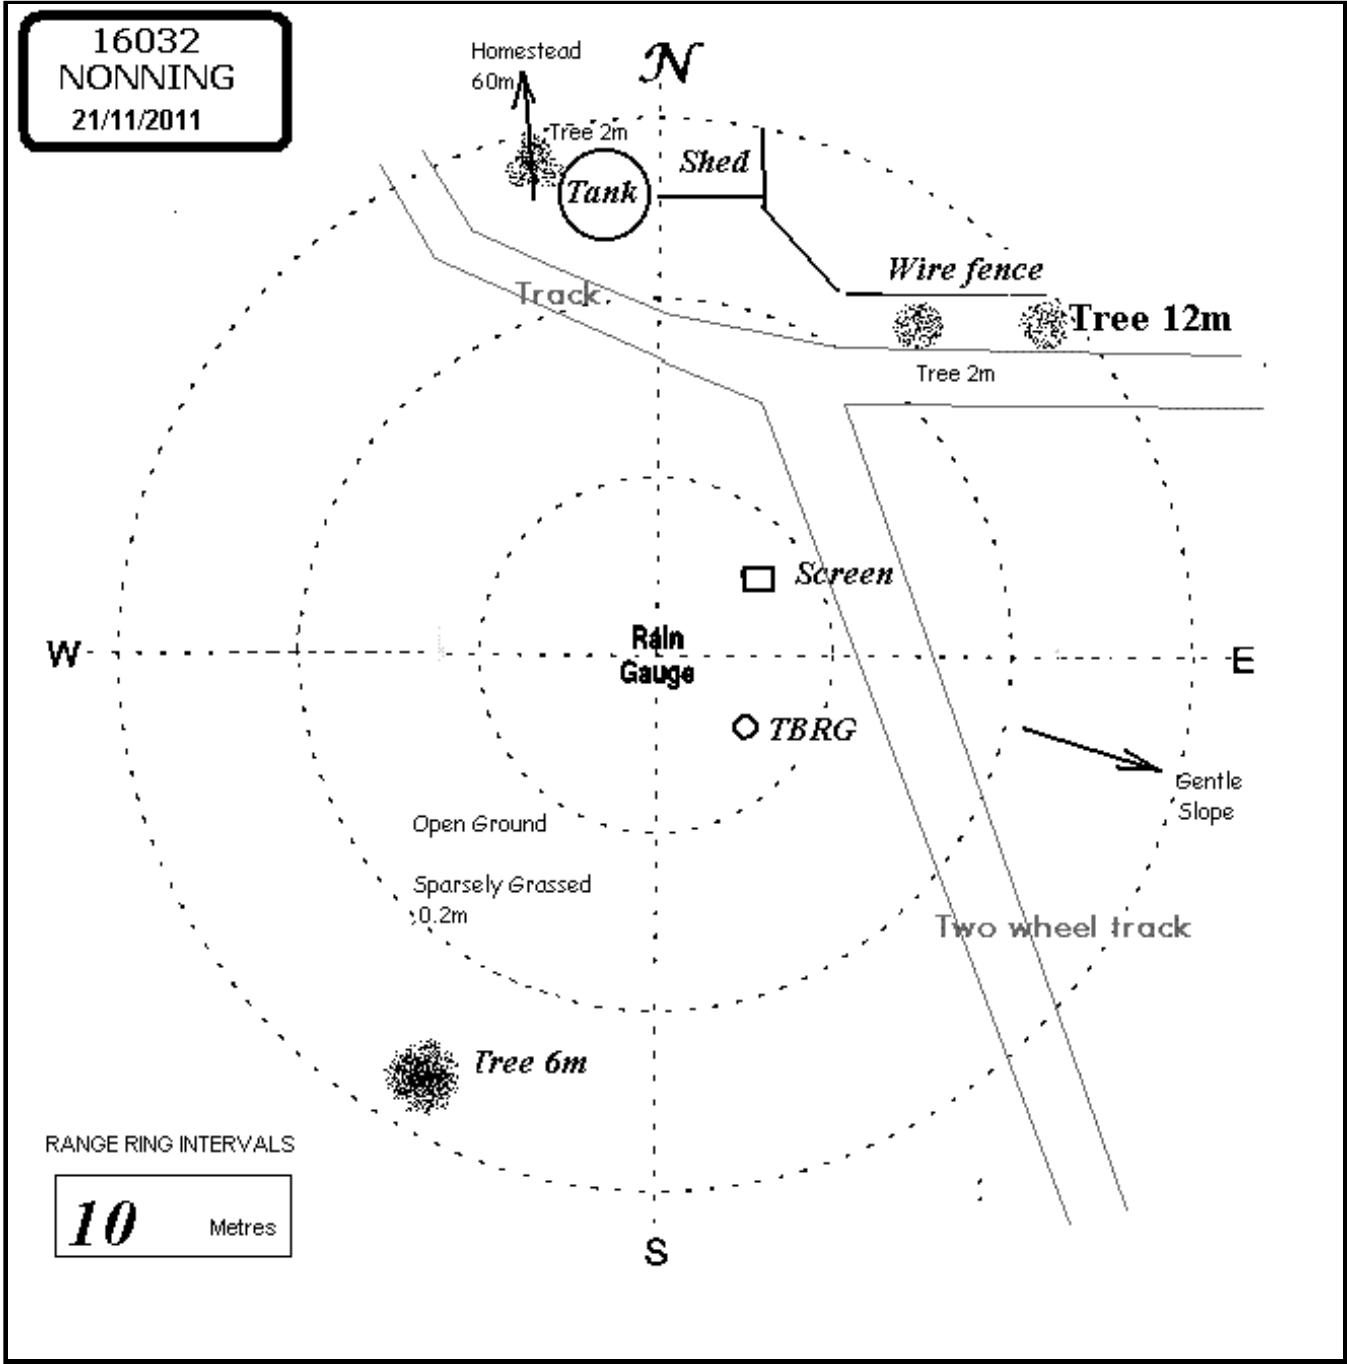 16032
NONNING
21/11/2011
Homestead
60m
N
Tree 2m
Shed
Tank
Wire fence
Track
Tree 12m
Tree 2m
Screen
Rain
Gauge
W
E
TBRG
Gentle
Slope
Open Ground
Sparsely Grassed
0.2m
Two wheel track
Tree 6m
RANGE RING INTERVALS
10 Metres
S